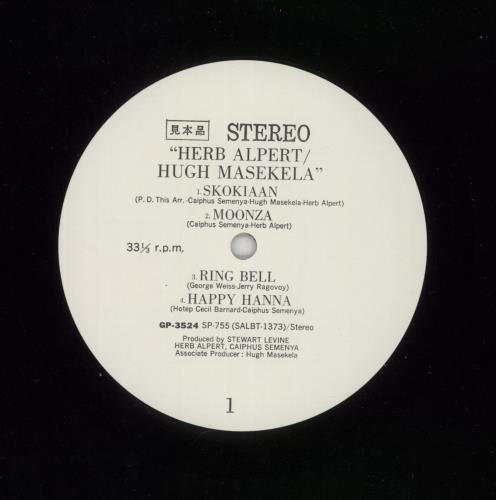 見本品 STEREO
"HERB ALPERT/
HUGH MASEKELA"
1. SKOKIAAN
(P. D. This Arr.-Caiphus Semenya-Hugh Masekela-Herb Alpert)
2. MOONZA
(Caiphus Semenya-Herb Alpert)
33⅓ r.p.m.
3. RING BELL
(George Weiss-Jerry Ragovoy)
4. HAPPY HANNA
(Hotep Cecil Barnard-Caiphus Semenya)
GP-3524 SP-755 (SALBT-1373)/Stereo
Produced by STEWART LEVINE
HERB ALPERT, CAIPHUS SEMENYA
Associate Producer : Hugh Masekela
1